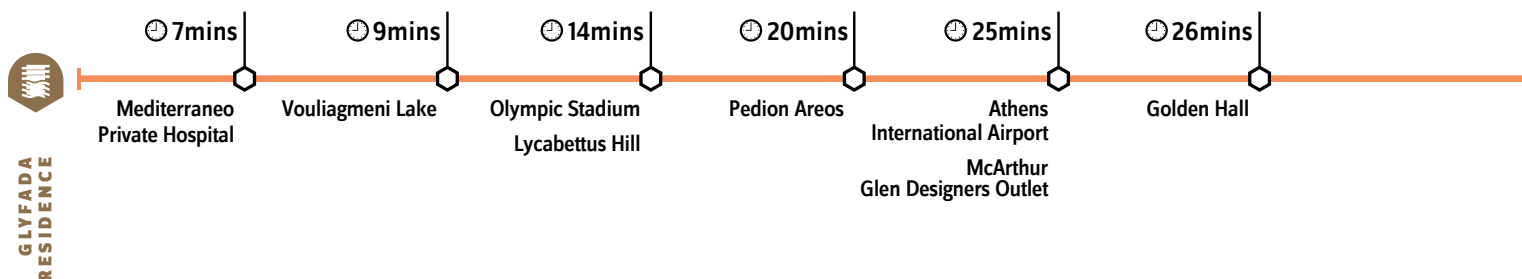 7mins
9mins
14mins
20mins
25mins
26mins
Mediterraneo
Private Hospital
Vouliagmeni Lake
Olympic Stadium
Lycabettus Hill
Pedion Areos
Athens
International Airport
McArthur
Glen Designers Outlet
Golden Hall
GLYFADA
RESIDENCE